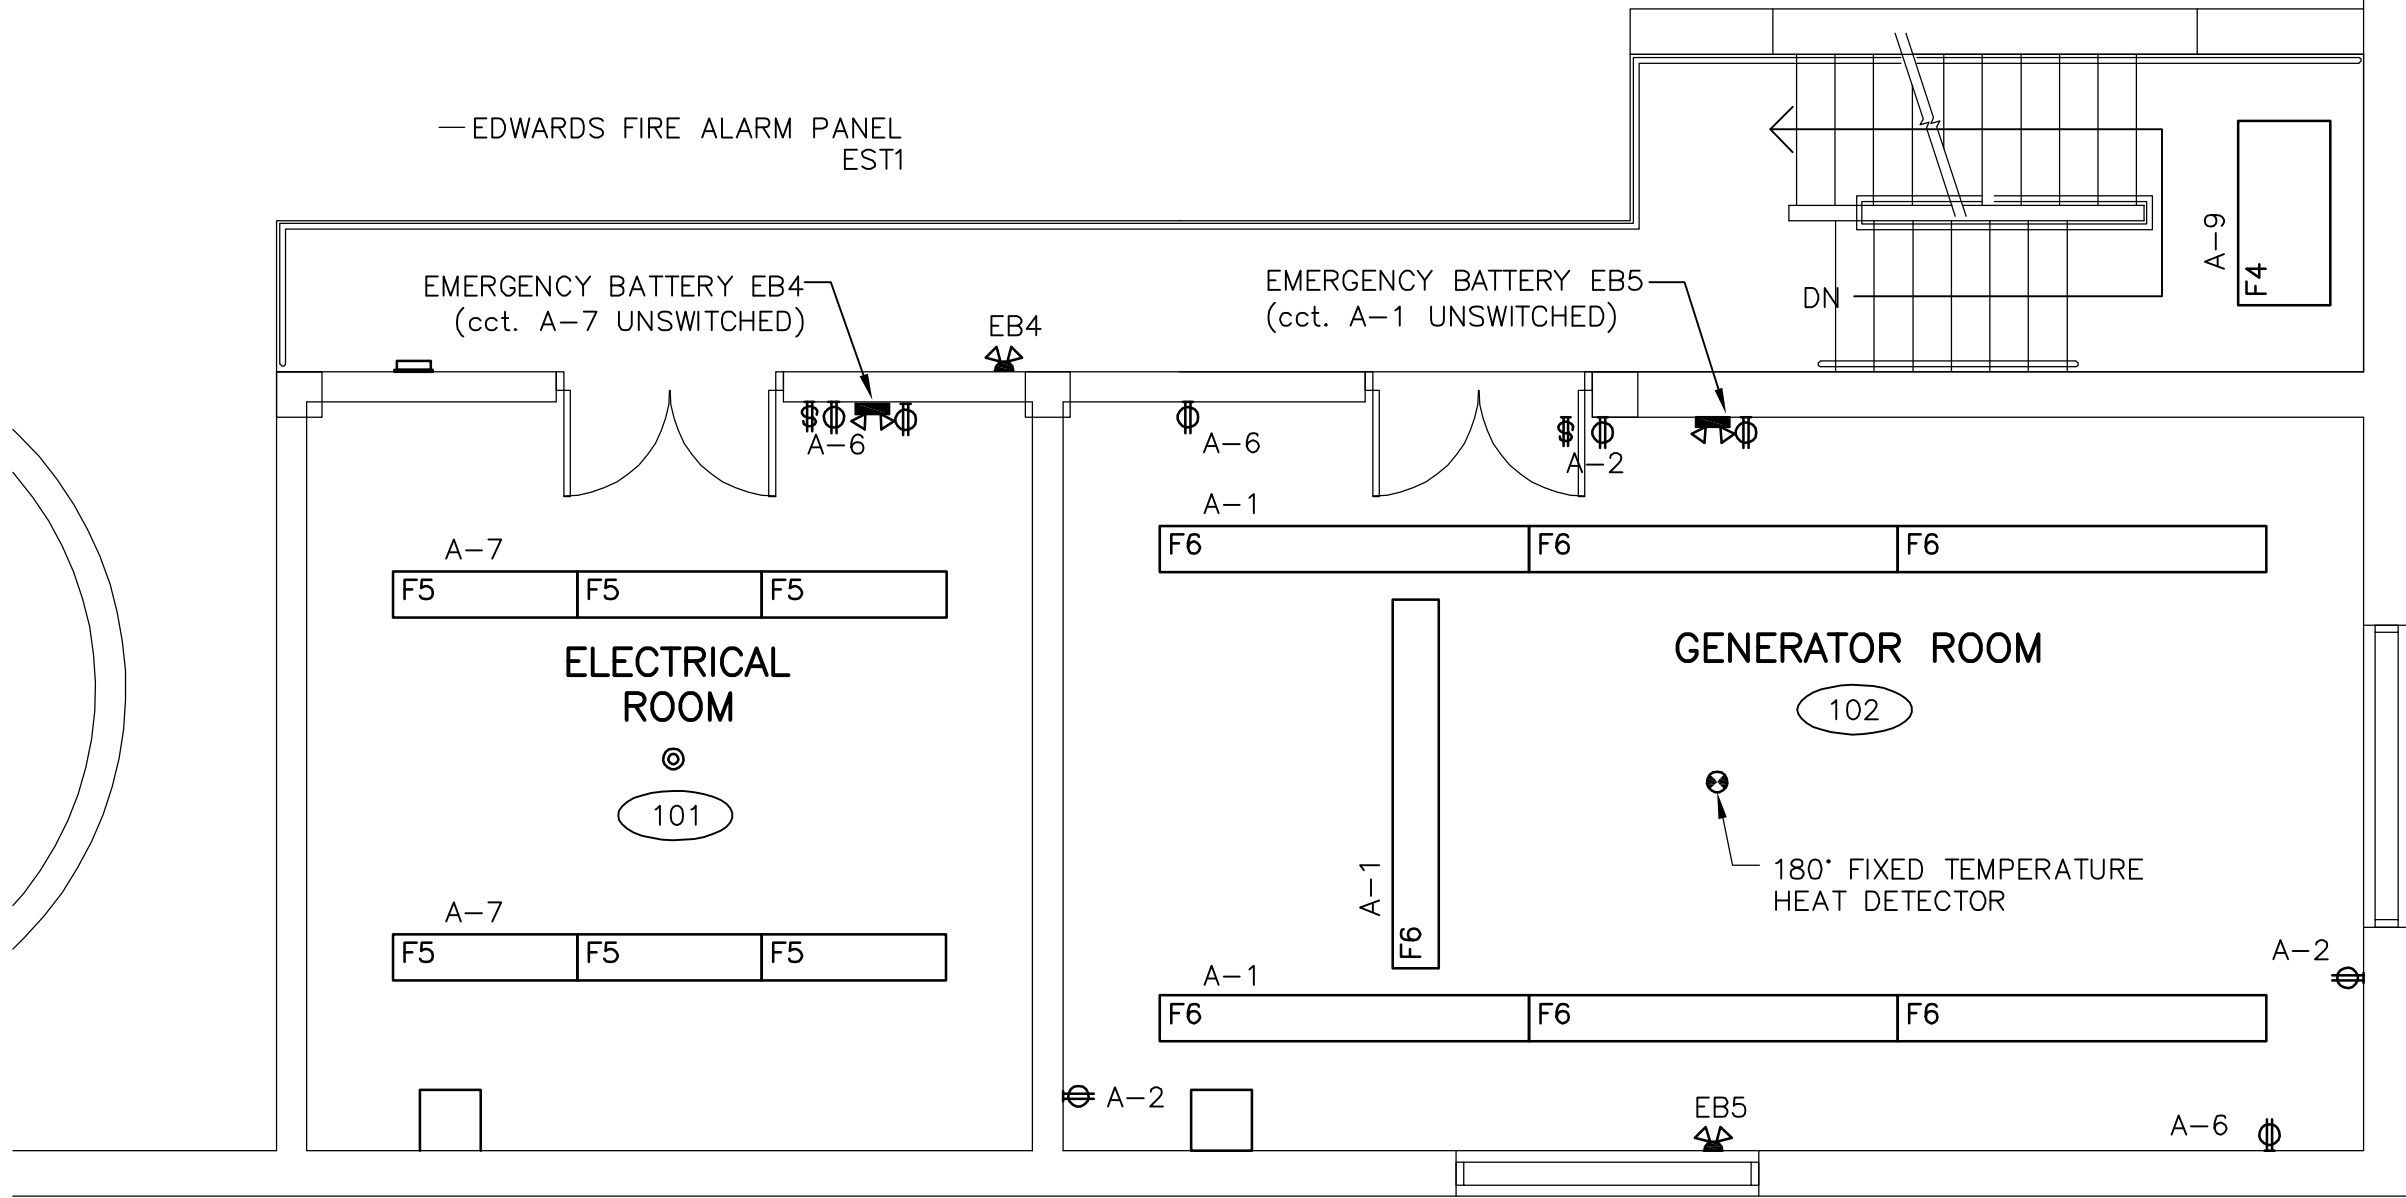 EDWARDS FIRE ALARM PANEL
EST1
A-9
F4
EMERGENCY BATTERY EB4
(cct. A-7 UNSWITCHED)
EMERGENCY BATTERY EB5
(cct. A-1 UNSWITCHED)
DN
EB4
$
A-6
A-6
$
A-2
A-1
F6
F6
F6
A-7
F5
F5
F5
ELECTRICAL
ROOM
101
GENERATOR ROOM
102
180° FIXED TEMPERATURE
HEAT DETECTOR
A-1
F6
A-7
F5
F5
F5
A-2
A-1
F6
F6
F6
A-2
EB5
A-6